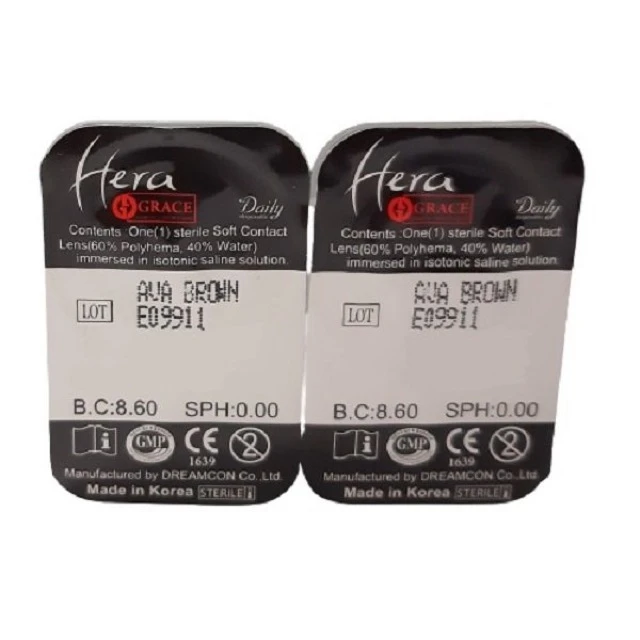 Hera
GRACE
Daily
Contents :One(1) sterile Soft Contact
Lens(60% Polyhema, 40% Water)
immersed in isotonic saline solution.
AVA BROWN
LOT
E09911
B.C:8.60 SPH:0.00
i
GMP
CE
2
1639
Manufactured by DREAMCON Co.,Ltd.
Made in Korea STERILE
Hera
GRACE
Daily
Contents :One(1) sterile Soft Contact
Lens(60% Polyhema, 40% Water)
immersed in isotonic saline solution.
AVA BROWN
LOT
E09911
B.C:8.60 SPH:0.00
i
GMP
CE
2
1639
Manufactured by DREAMCON Co.,Ltd.
Made in Korea STERILE